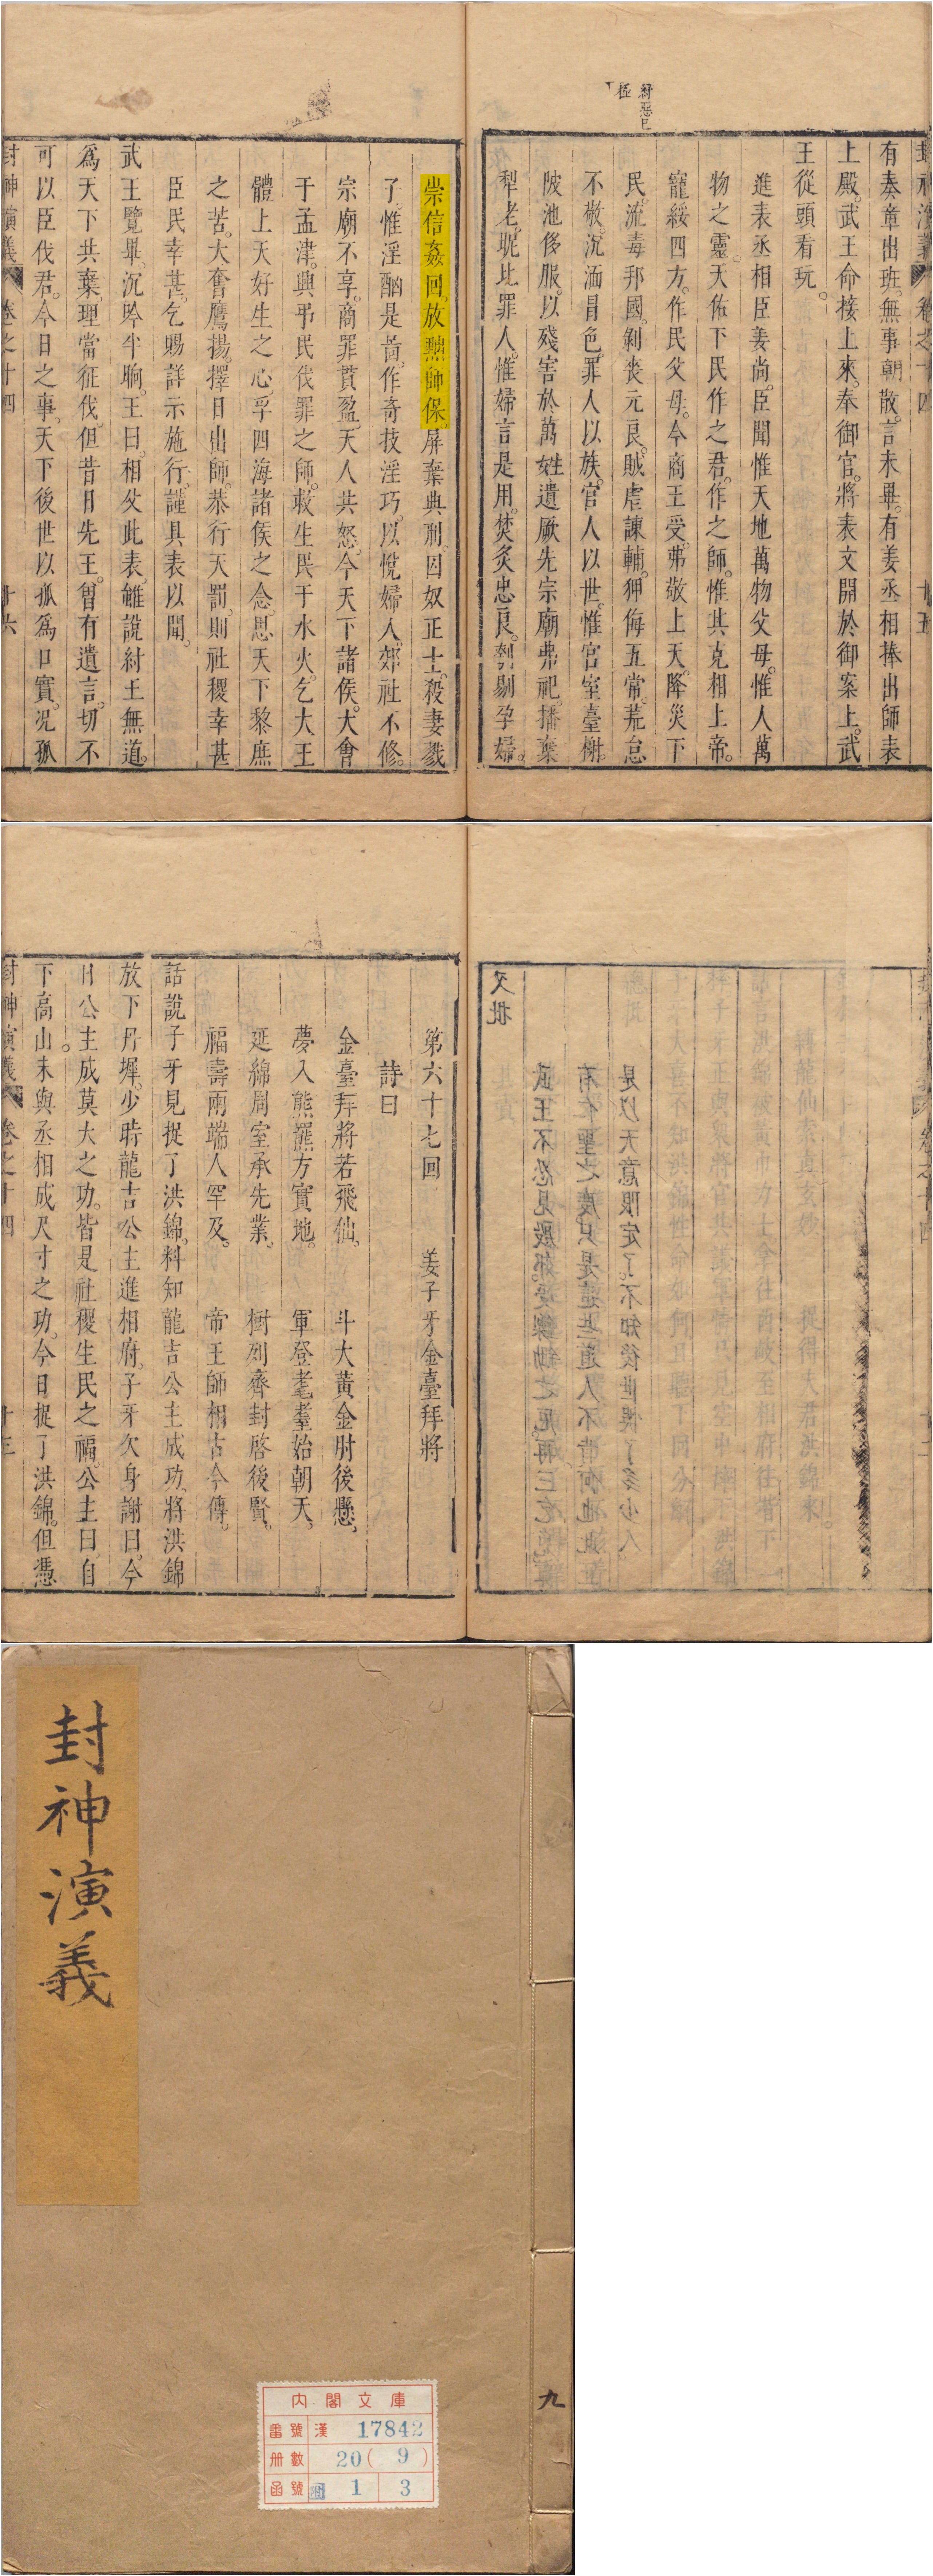 封神演義 卷之十四 十五
有奏章出班。無事朝散。言未畢。有姜丞相捧出師表
上殿。武王命接上來。奉御官。將表文開於御案上。武
王從頭看玩。
進表丞相臣姜尚。臣聞惟天地萬物父母。惟人萬
物之靈。天佑下民。作之君。作之師。惟其克相上帝。
寵綏四方。作民父母。今商王受。弗敬上天。降災下
民。流毒邦國。剝喪元良。賊虐諫輔。狎侮五常。荒怠
不敬。沉湎冒色。罪人以族。官人以世。惟宮室臺榭。
陂池侈服。以殘害於萬姓。遺厥先宗廟弗祀。播棄
犁老。昵比罪人。惟婦言是用。焚炙忠良。刳剔孕婦。
紂惡已
極
崇信姦回。放黜師保。屏棄典刑。囚奴正士。殺妻戮
子。惟淫酗是啚。作奇技淫巧。以悅婦人。郊社不修。
宗廟不享。商罪貫盈。天人共怒。今天下諸侯。大會
于孟津。興弔民伐罪之師。救生民于水火。乞大王
體上天好生之心。孚四海諸侯之念。思天下黎庶
之苦。大奮鷹揚。擇日出師。恭行天罰。則社稷幸甚
臣民幸甚。乞賜詳示施行。謹具表以聞。
武王覽畢。沉吟半晌。王曰。相父此表。雖說紂王無道。
為天下共棄。理當征伐。但昔日先王。曾有遺言。切不
可以臣伐君。今日之事。天下後世以孤為口實。況孤
封神演義 卷之十四 十六
又批
第六十七回 姜子牙金臺拜將
詩曰
金臺拜將若飛仙。 斗大黃金肘後懸。
夢入熊羆方實地。 軍登耄耋始朝天。
延綿周室承先業。 樹列齊封啓後賢。
福壽兩端人罕及。 帝王師相古今傳。
話說子牙見捉了洪錦。料知龍吉公主成功。將洪錦
放下丹墀。少時龍吉公主進相府。子牙欠身謝曰。今
日公主成莫大之功。皆是社稷生民之福。公主曰。自
下高山。未與丞相成尺寸之功。今日捉了洪錦。但憑
封神演義 卷之十四 十三
封神演義
九
內閣文庫
番號 漢 17842
冊數 20(9)
函號 1 3